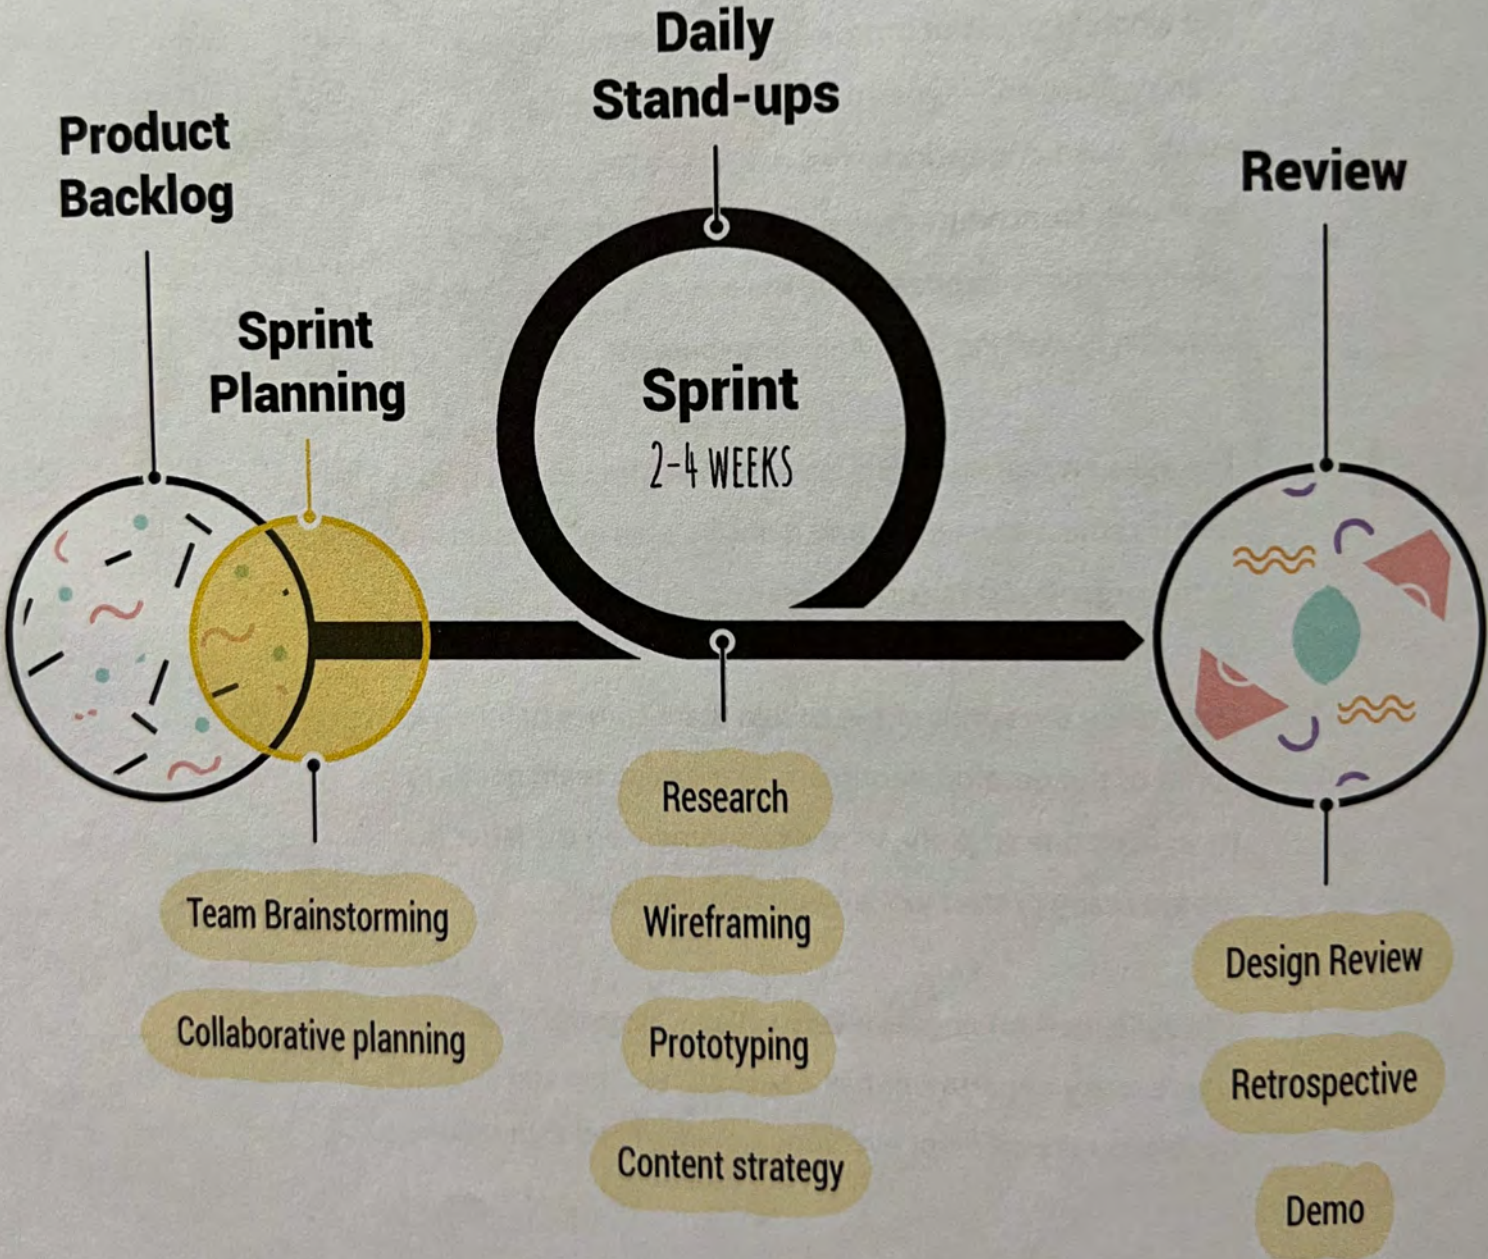 Daily
Stand-ups
Product
Backlog
Review
Sprint
Planning
Sprint
2-4 WEEKS
Research
Team Brainstorming
Wireframing
Design Review
Collaborative planning
Prototyping
Retrospective
Content strategy
Demo